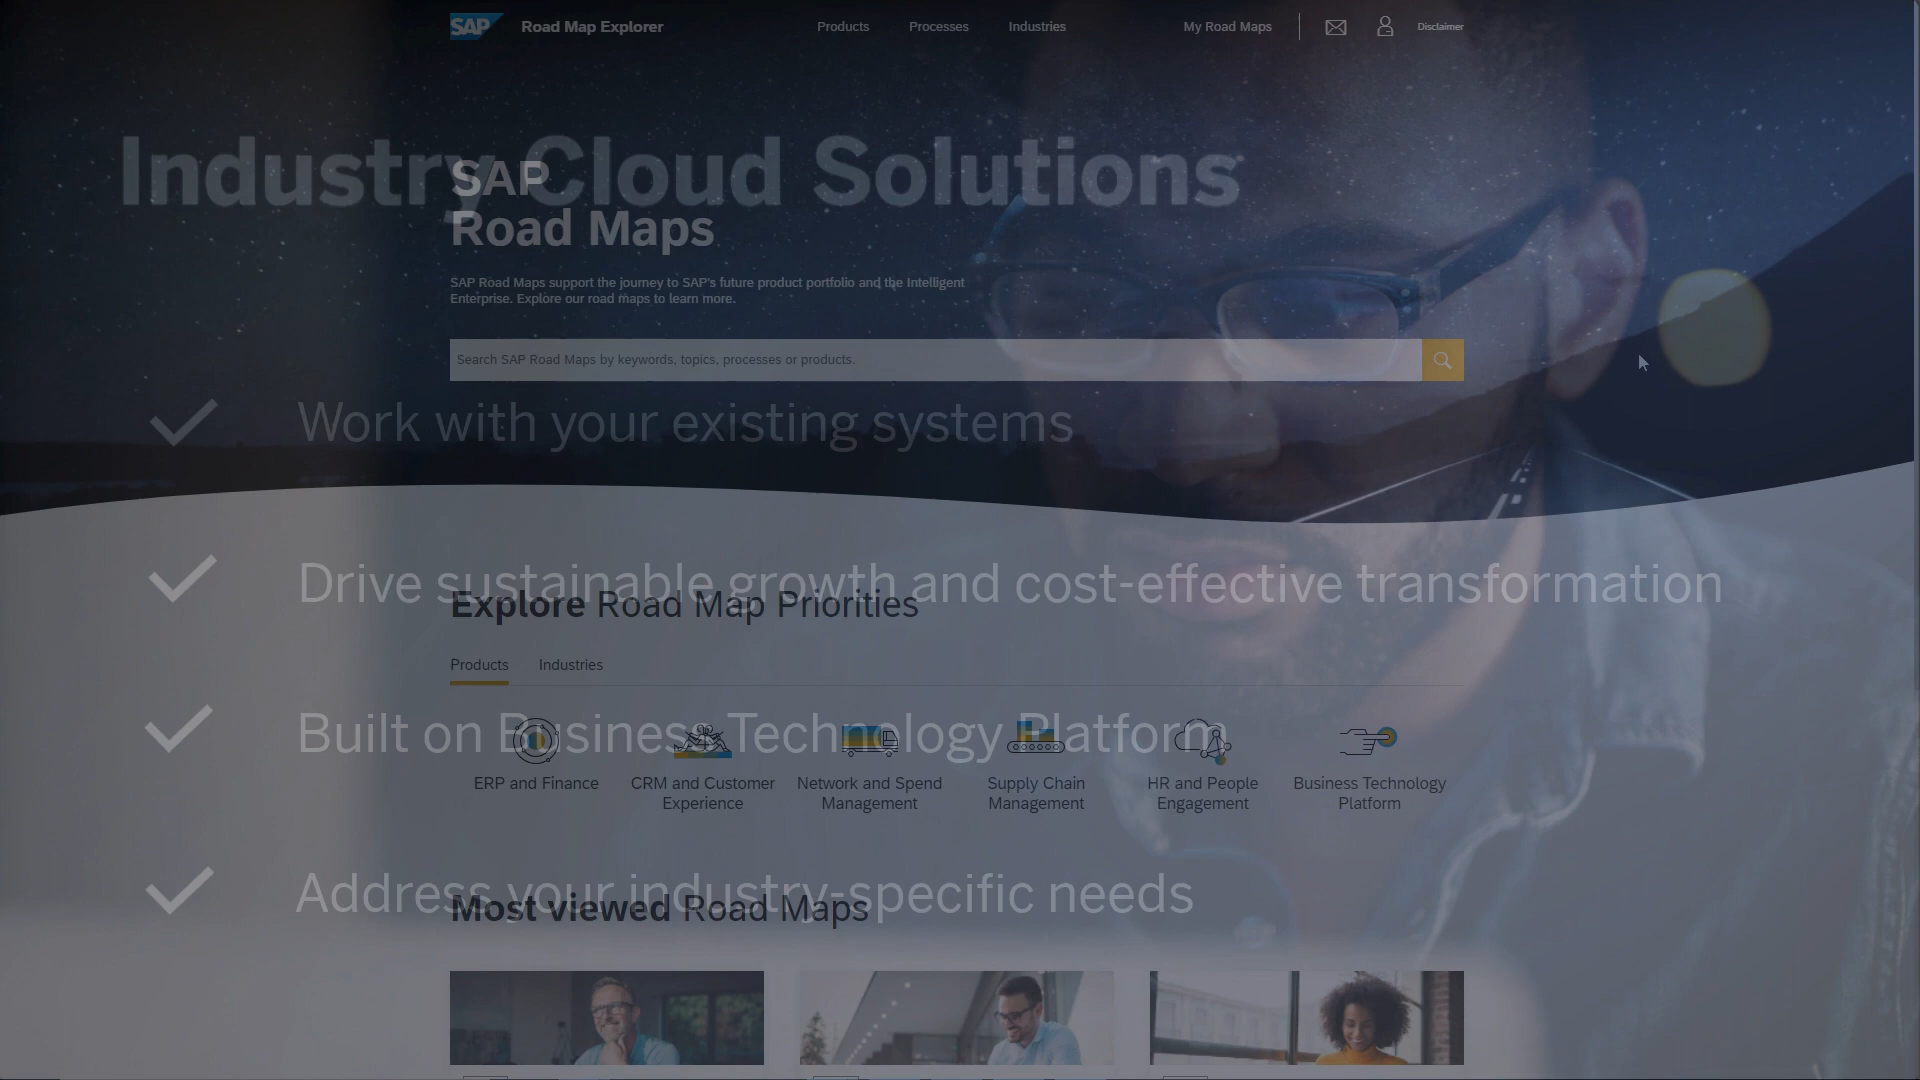 SAP Road Map Explorer Products Processes Industries My Road Maps Disclaimer
Industry Cloud Solutions
SAP
Road Maps
SAP Road Maps support the journey to SAP's future product portfolio and the Intelligent
Enterprise. Explore our road maps to learn more.
Search SAP Road Maps by keywords, topics, processes or products.
Work with your existing systems
Drive sustainable growth and cost-effective transformation
Explore Road Map Priorities
Products Industries
Built on Business Technology Platform
ERP and Finance
CRM and Customer
Experience
Network and Spend
Management
Supply Chain
Management
HR and People
Engagement
Business Technology
Platform
Address your industry-specific needs
Most viewed Road Maps